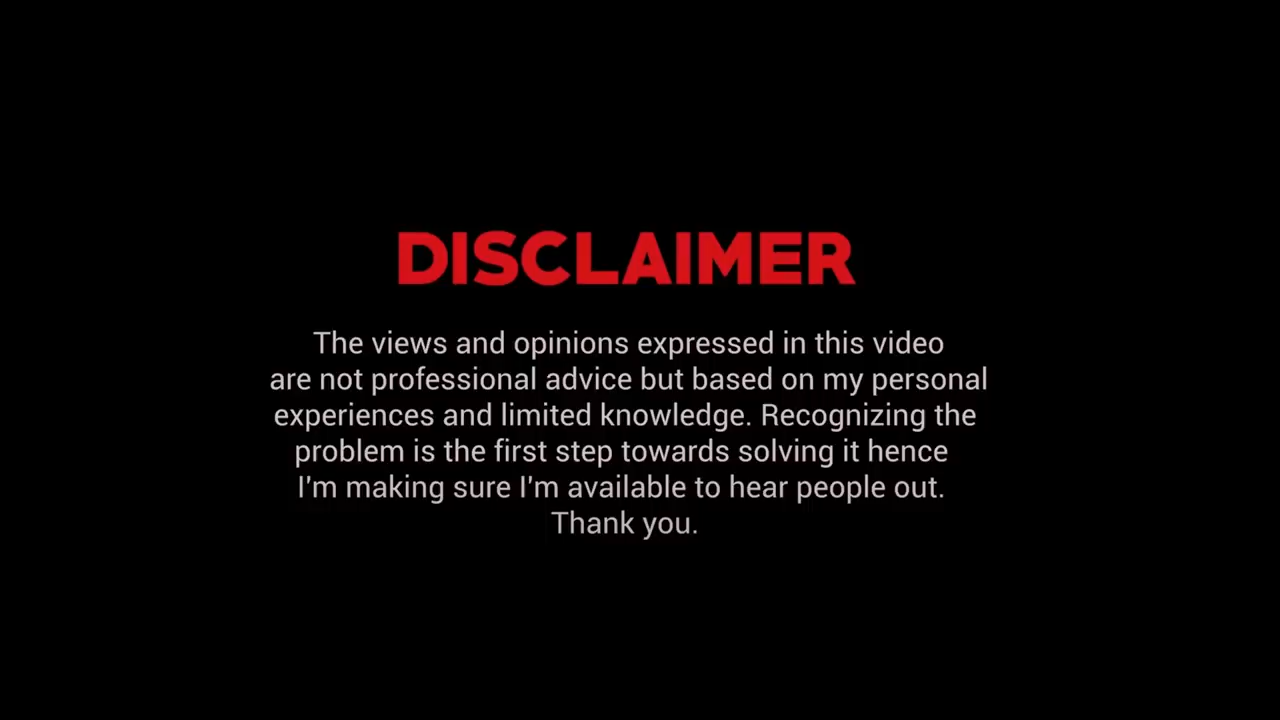 DISCLAIMER
The views and opinions expressed in this video
are not professional advice but based on my personal
experiences and limited knowledge. Recognizing the
problem is the first step towards solving it hence
I'm making sure I'm available to hear people out.
Thank you.